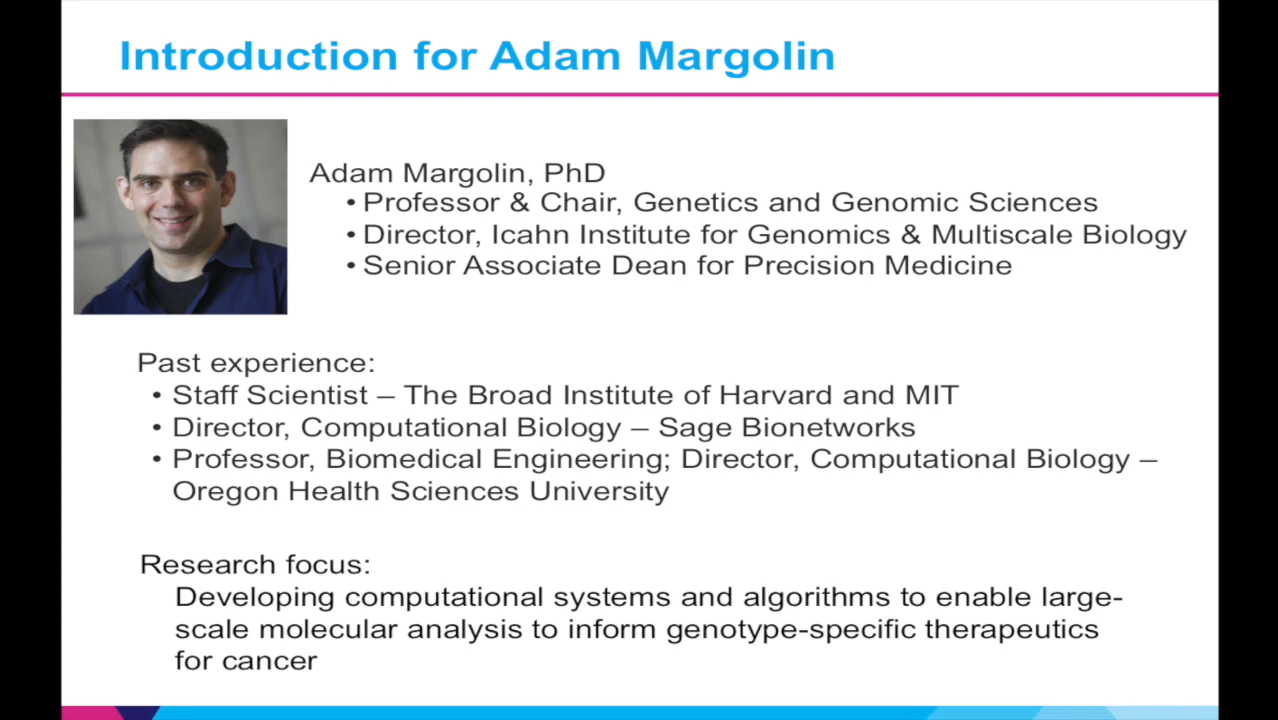 Introduction for Adam Margolin
Adam Margolin, PhD
• Professor & Chair, Genetics and Genomic Sciences
• Director, Icahn Institute for Genomics & Multiscale Biology
• Senior Associate Dean for Precision Medicine
Past experience:
• Staff Scientist – The Broad Institute of Harvard and MIT
• Director, Computational Biology – Sage Bionetworks
• Professor, Biomedical Engineering; Director, Computational Biology –
Oregon Health Sciences University
Research focus:
Developing computational systems and algorithms to enable large-
scale molecular analysis to inform genotype-specific therapeutics
for cancer